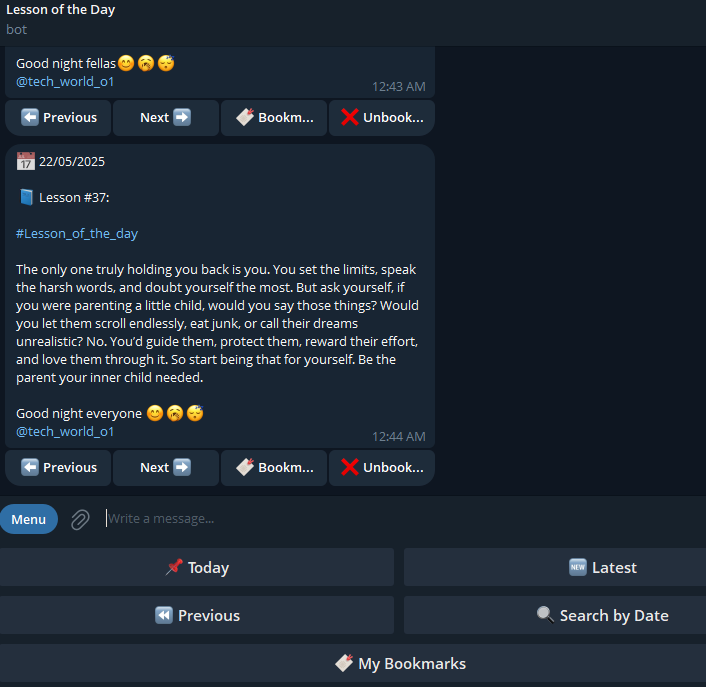 Lesson of the Day
bot
Good night fellas😊🥱😴
@tech_world_o1
12:43 AM
⬅️ Previous
Next ➡️
🔖 Bookm...
❌ Unbook...
📅 22/05/2025
📘 Lesson #37:
#Lesson_of_the_day
The only one truly holding you back is you. You set the limits, speak
the harsh words, and doubt yourself the most. But ask yourself, if
you were parenting a little child, would you say those things? Would
you let them scroll endlessly, eat junk, or call their dreams
unrealistic? No. You’d guide them, protect them, reward their effort,
and love them through it. So start being that for yourself. Be the
parent your inner child needed.
Good night everyone 😊🥱😴
@tech_world_o1
12:44 AM
⬅️ Previous
Next ➡️
🔖 Bookm...
❌ Unbook...
Menu
Write a message...
📌 Today
🆕 Latest
⏪ Previous
🔍 Search by Date
🔖 My Bookmarks